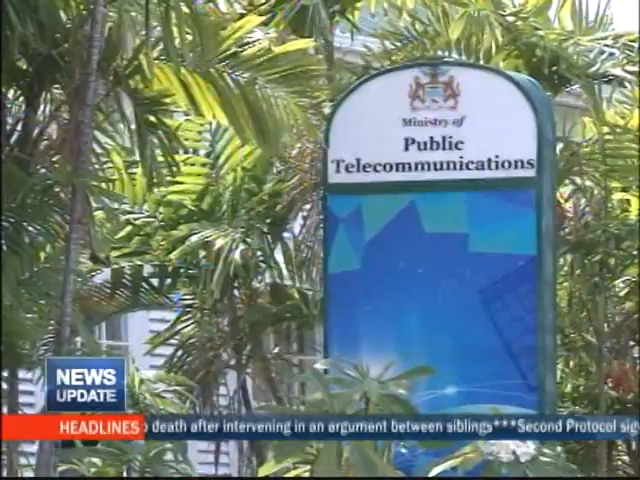 Ministry of
Public
Telecommunications
NEWS
UPDATE
HEADLINES
death after intervening in an argument between siblings***Second Protocol sig